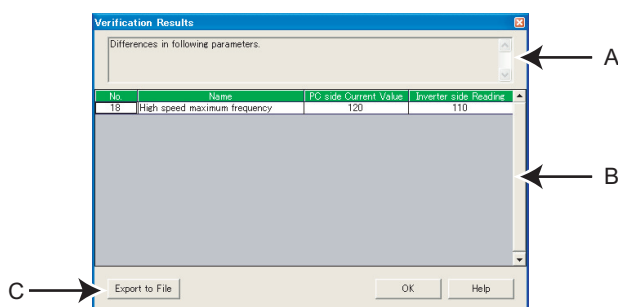 Verification Results
Differences in following parameters.
A
No. Name PC side Current Value Inverter side Reading
18 High speed maximum frequency 120 110
B
C Export to File OK Help